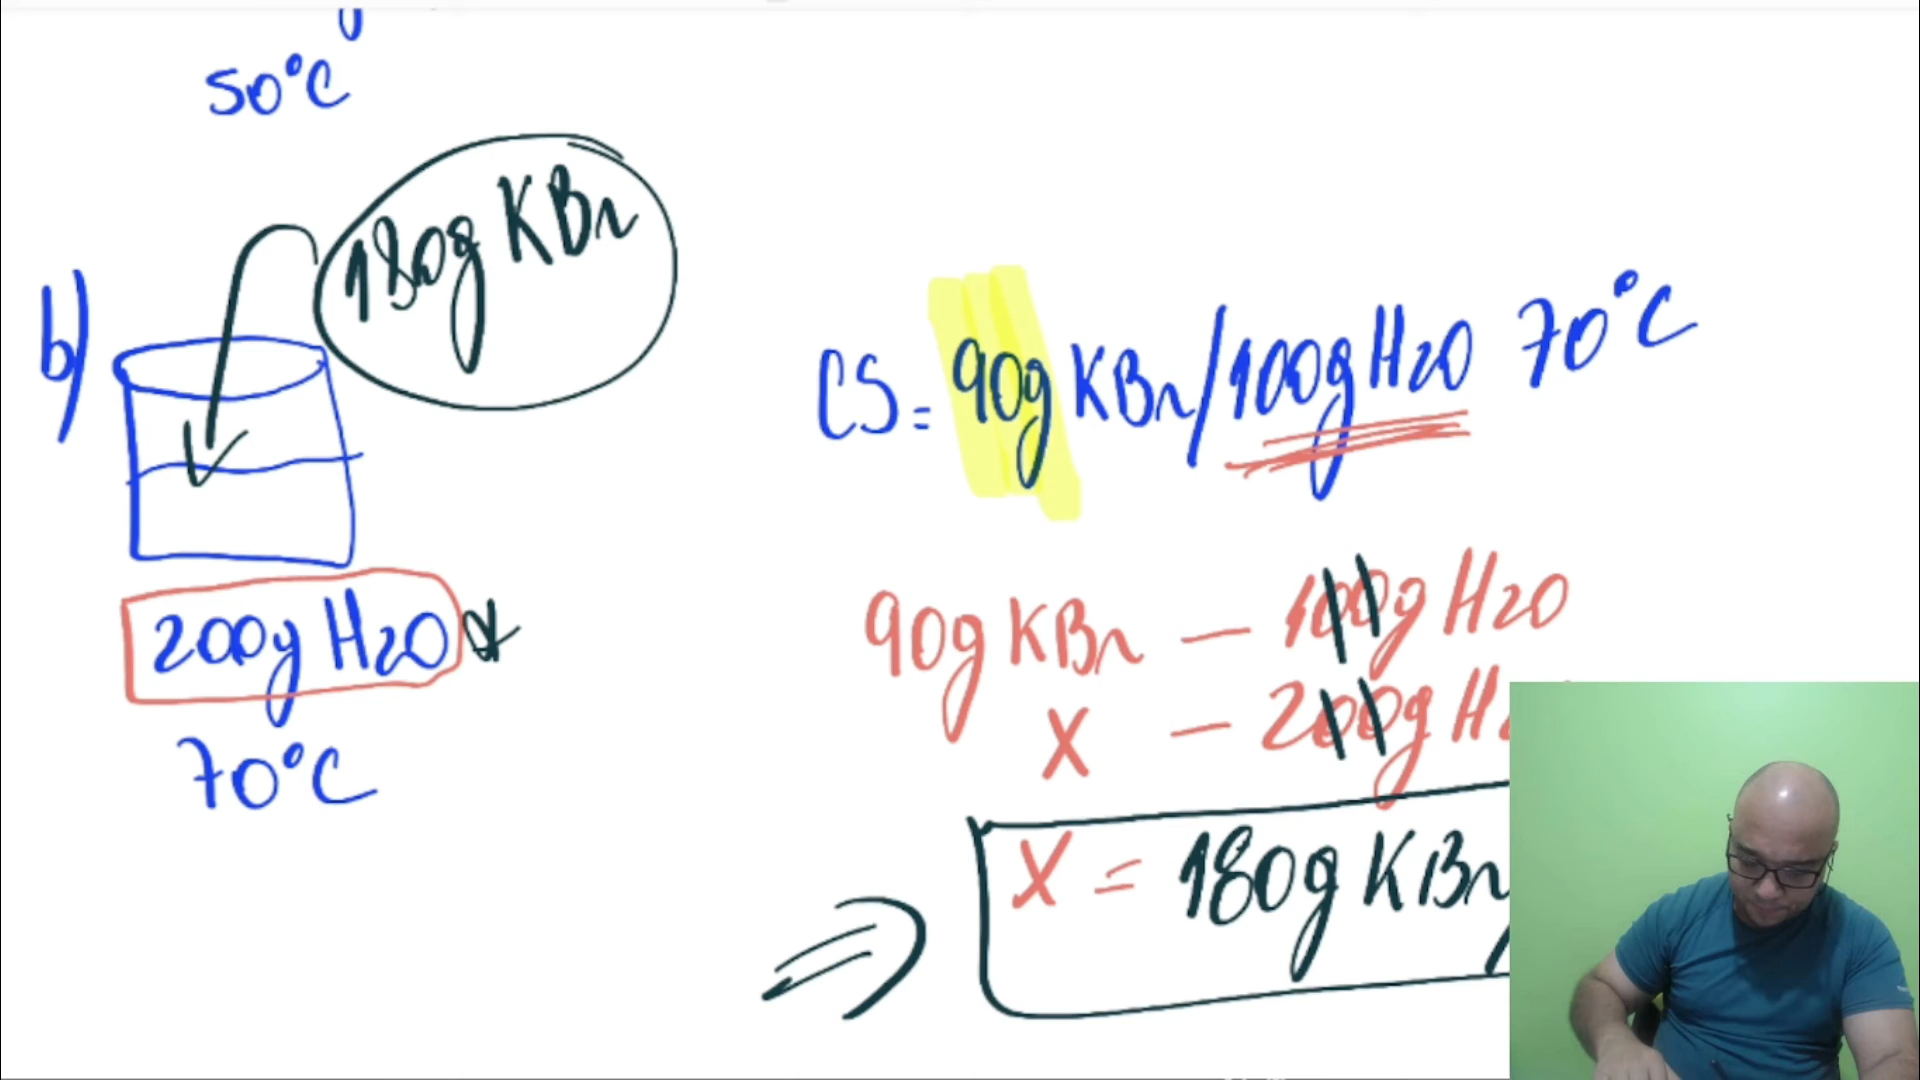 50°C
180g KBr
b)
CS = 90g KBr/100g H2O 70°C
200g H2O
70°C
90g KBr — 100g H2O
X — 200g H2
X = 180g KBr